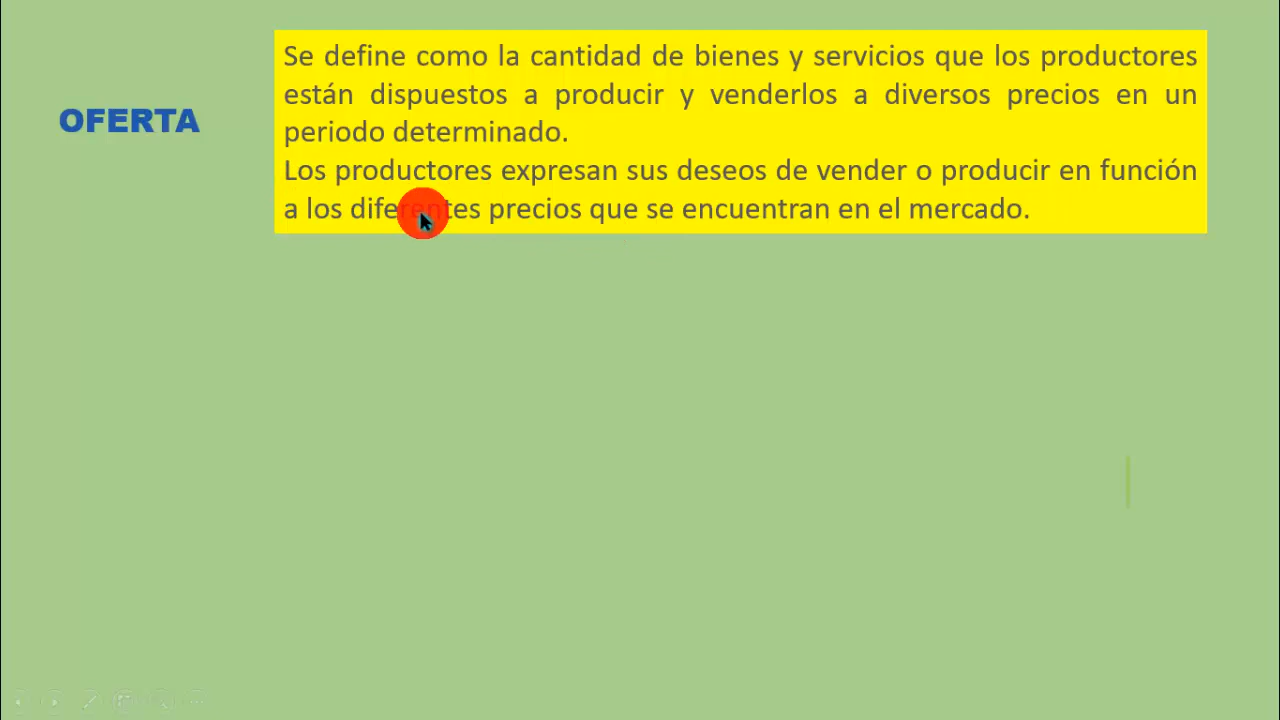 OFERTA
Se define como la cantidad de bienes y servicios que los productores
están dispuestos a producir y venderlos a diversos precios en un
periodo determinado.
Los productores expresan sus deseos de vender o producir en función
a los diferentes precios que se encuentran en el mercado.